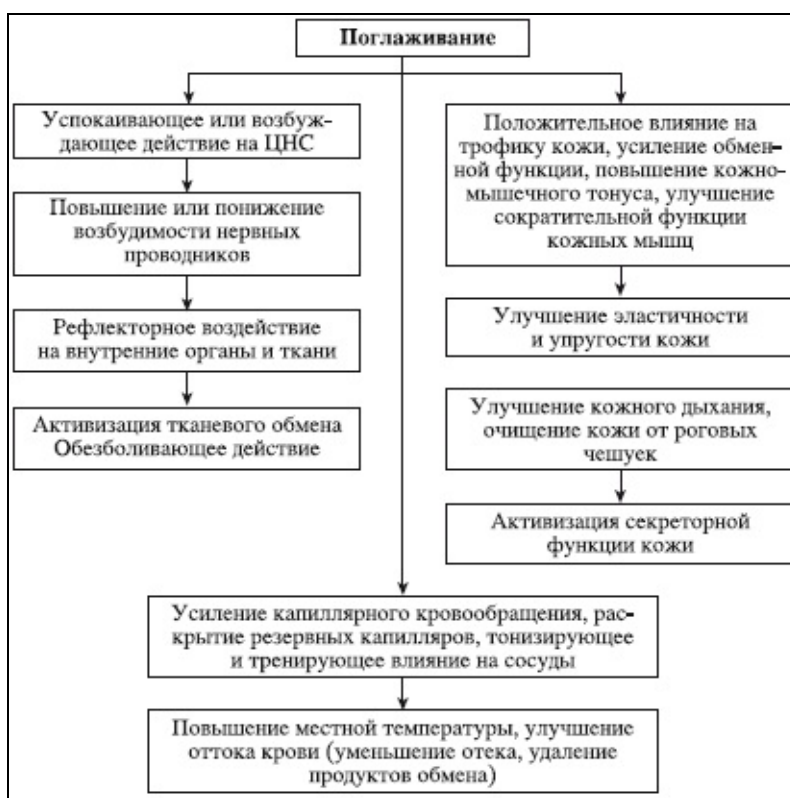 Поглаживание
Успокаивающее или возбуж-
дающее действие на ЦНС
Повышение или понижение
возбудимости нервных
проводников
Рефлекторное воздействие
на внутренние органы и ткани
Активизация тканевого обмена
Обезболивающее действие
Положительное влияние на
трофику кожи, усиление обмен-
ной функции, повышение кожно-
мышечного тонуса, улучшение
сократительной функции
кожных мышц
Улучшение эластичности
и упругости кожи
Улучшение кожного дыхания,
очищение кожи от роговых
чешуек
Активизация секреторной
функции кожи
Усиление капиллярного кровообращения, рас-
крытие резервных капилляров, тонизирующее
и тренирующее влияние на сосуды
Повышение местной температуры, улучшение
оттока крови (уменьшение отека, удаление
продуктов обмена)